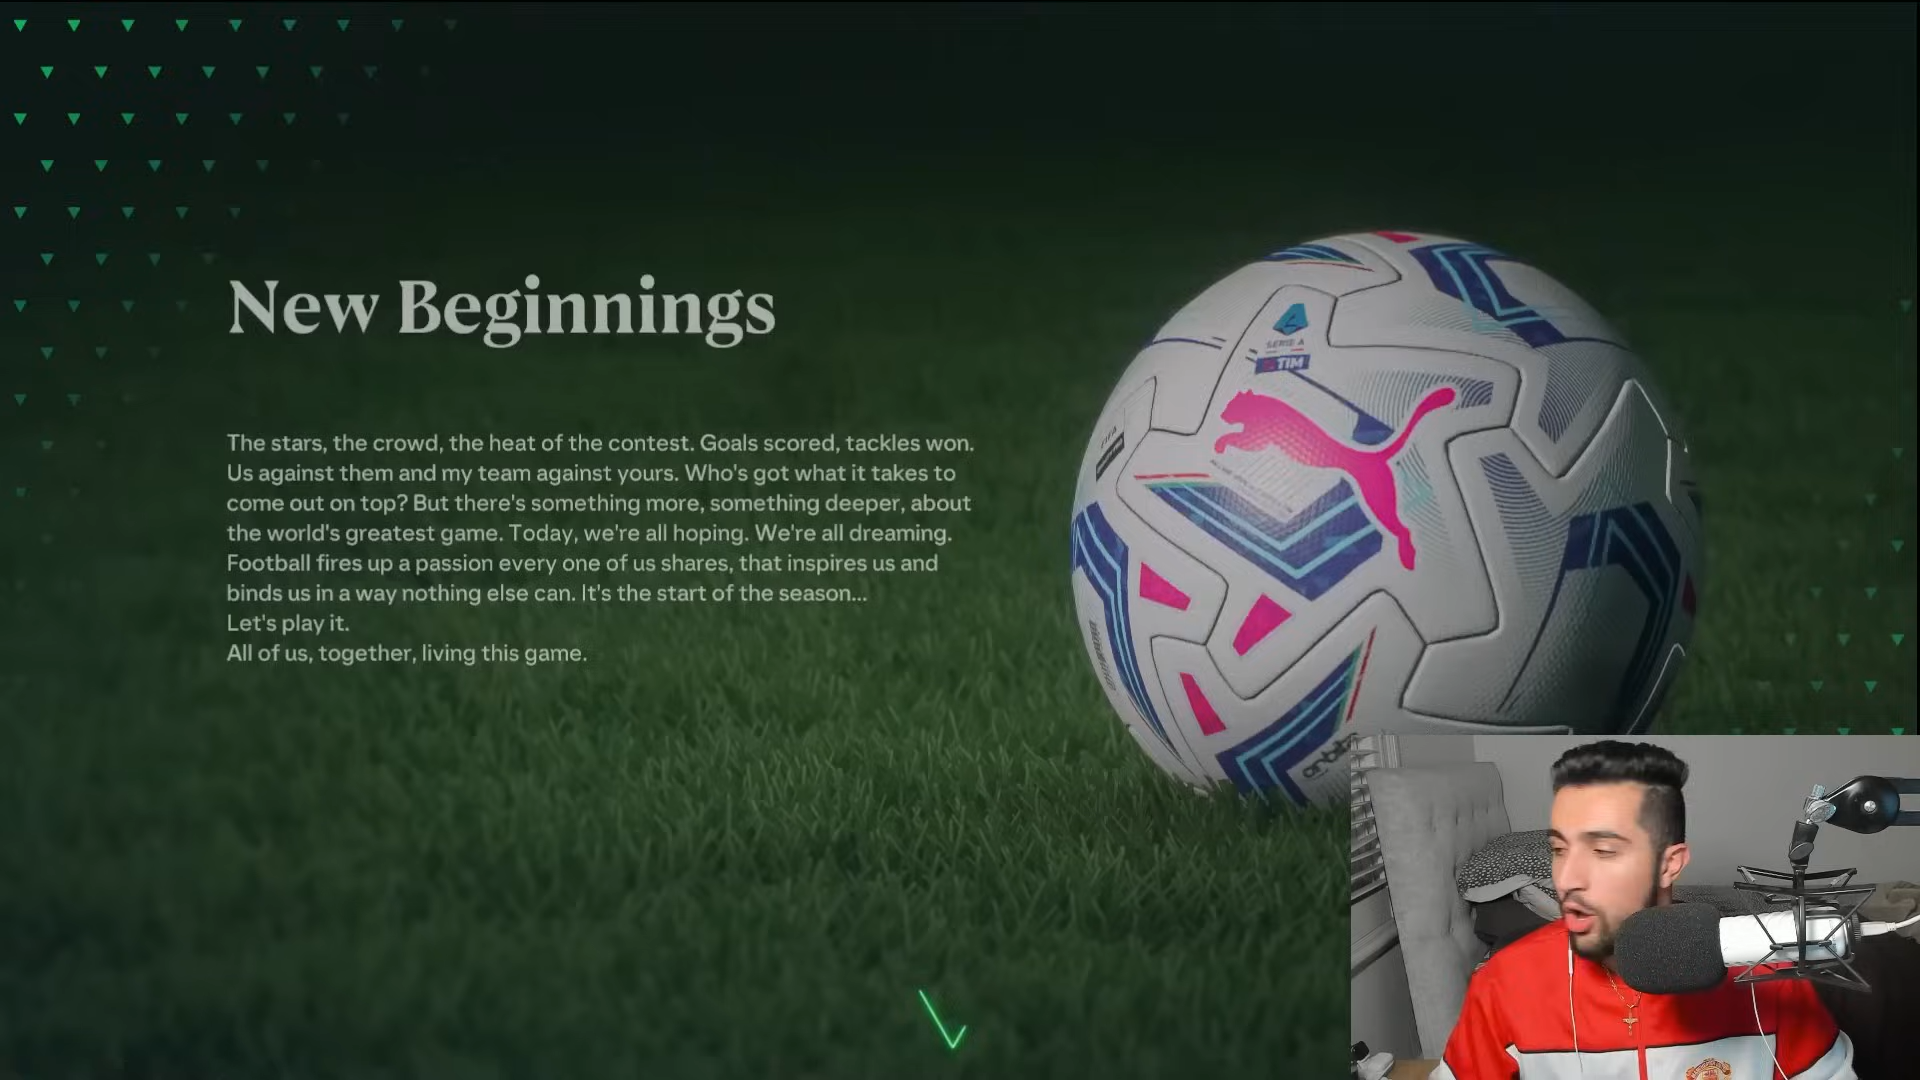 New Beginnings
The stars, the crowd, the heat of the contest. Goals scored, tackles won.
Us against them and my team against yours. Who's got what it takes to
come out on top? But there's something more, something deeper, about
the world's greatest game. Today, we're all hoping. We're all dreaming.
Football fires up a passion every one of us shares, that inspires us and
binds us in a way nothing else can. It's the start of the season...
Let's play it.
All of us, together, living this game.
SERIE A
TIM
FIFA
orbita